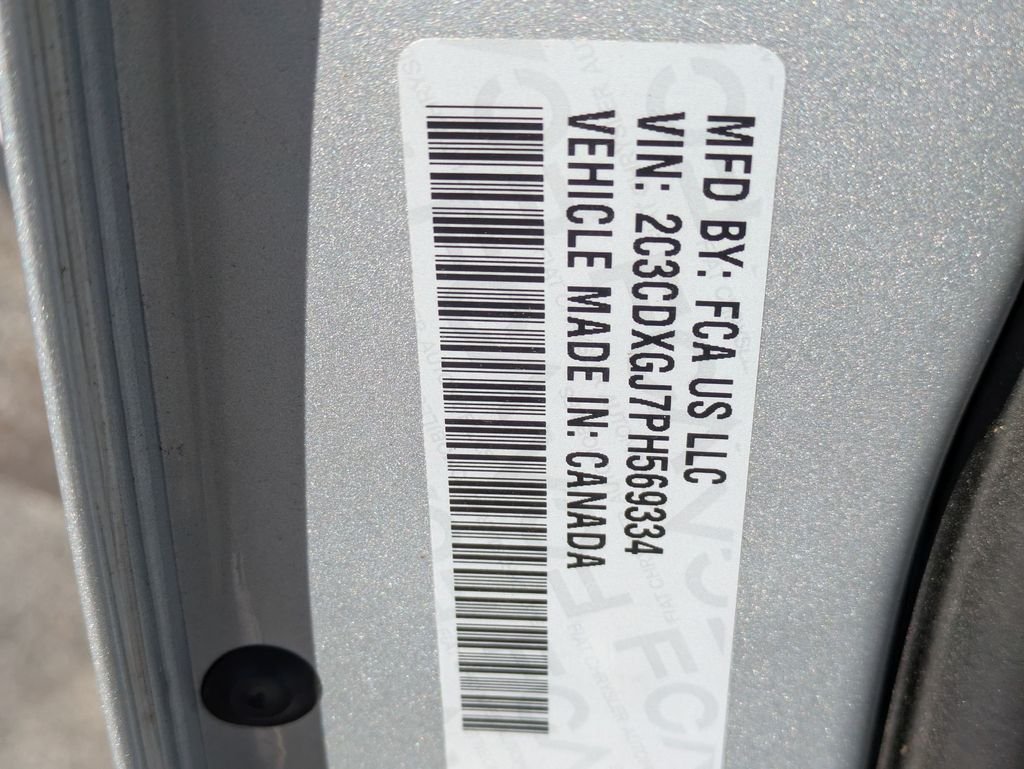 MFD BY: FCA US LLC
VIN: 2C3CDXGJ7PH569334
VEHICLE MADE IN: CANADA